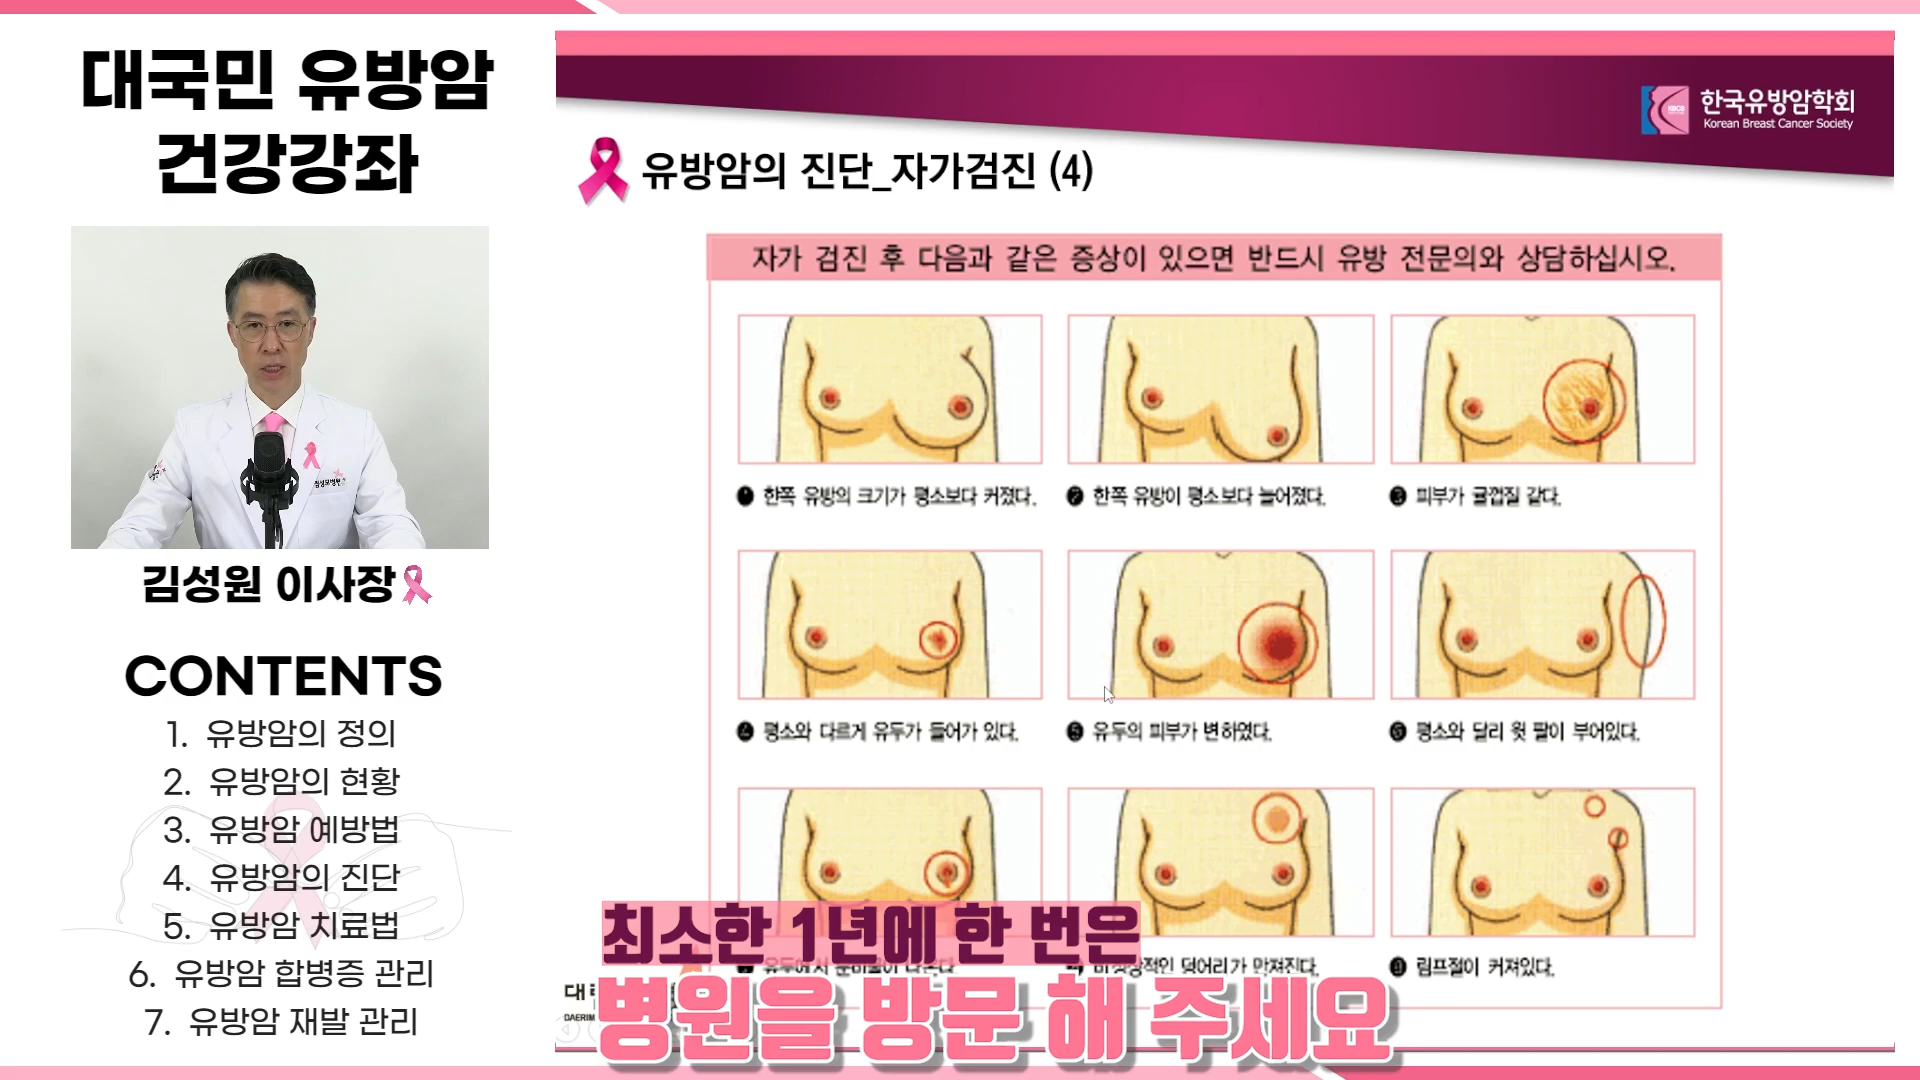 대국민 유방암
건강강좌
김성원 이사장
CONTENTS
1. 유방암의 정의
2. 유방암의 현황
3. 유방암 예방법
4. 유방암의 진단
5. 유방암 치료법
6. 유방암 합병증 관리
7. 유방암 재발 관리
한국유방암학회
Korean Breast Cancer Society
유방암의 진단_자가검진 (4)
자가 검진 후 다음과 같은 증상이 있으면 반드시 유방 전문의와 상담하십시오.
한쪽 유방의 크기가 평소보다 커졌다.
한쪽 유방이 평소보다 늘어졌다.
❸ 피부가 귤껍질 같다.
❹ 평소와 다르게 유두가 들어가 있다.
❺ 유두의 피부가 변하였다.
❻ 평소와 달리 윗 팔이 부어있다.
덩어리가 만져진다.
❾ 림프절이 커져있다.
최소한 1년에 한 번은
병원을 방문 해 주세요